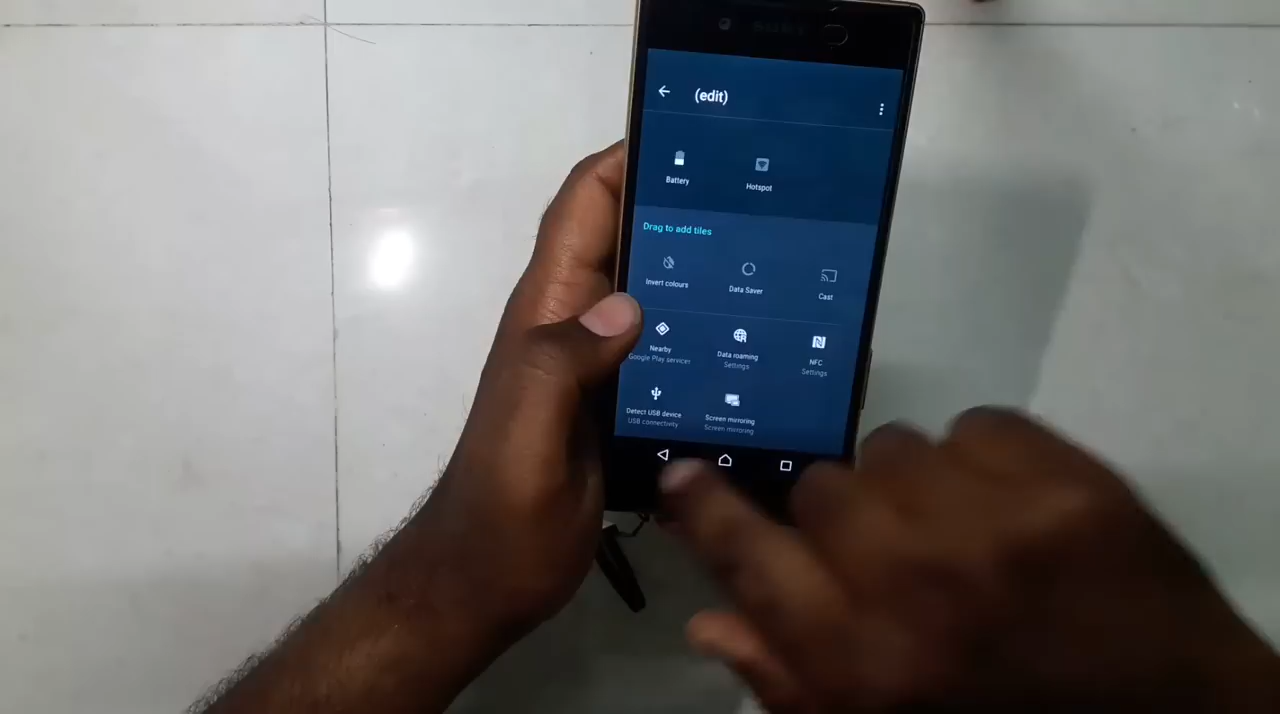 SONY
(edit)
Battery
Hotspot
Drag to add tiles
Invert colours
Data Saver
Cast
Nearby
Google Play services
Data roaming
Settings
NFC
Settings
Detect USB device
USB connectivity
Screen mirroring
Screen mirroring